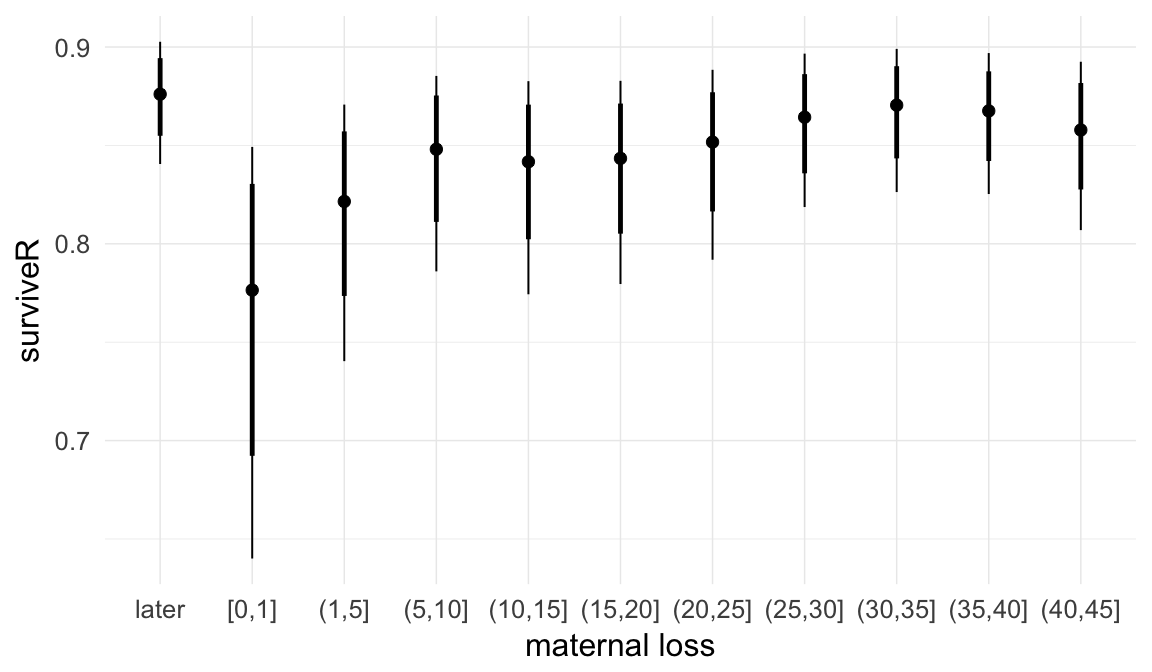 0.9
0.8
0.7
surviveR
later [0,1] (1,5] (5,10] (10,15] (15,20] (20,25] (25,30] (30,35] (35,40] (40,45]
maternal loss